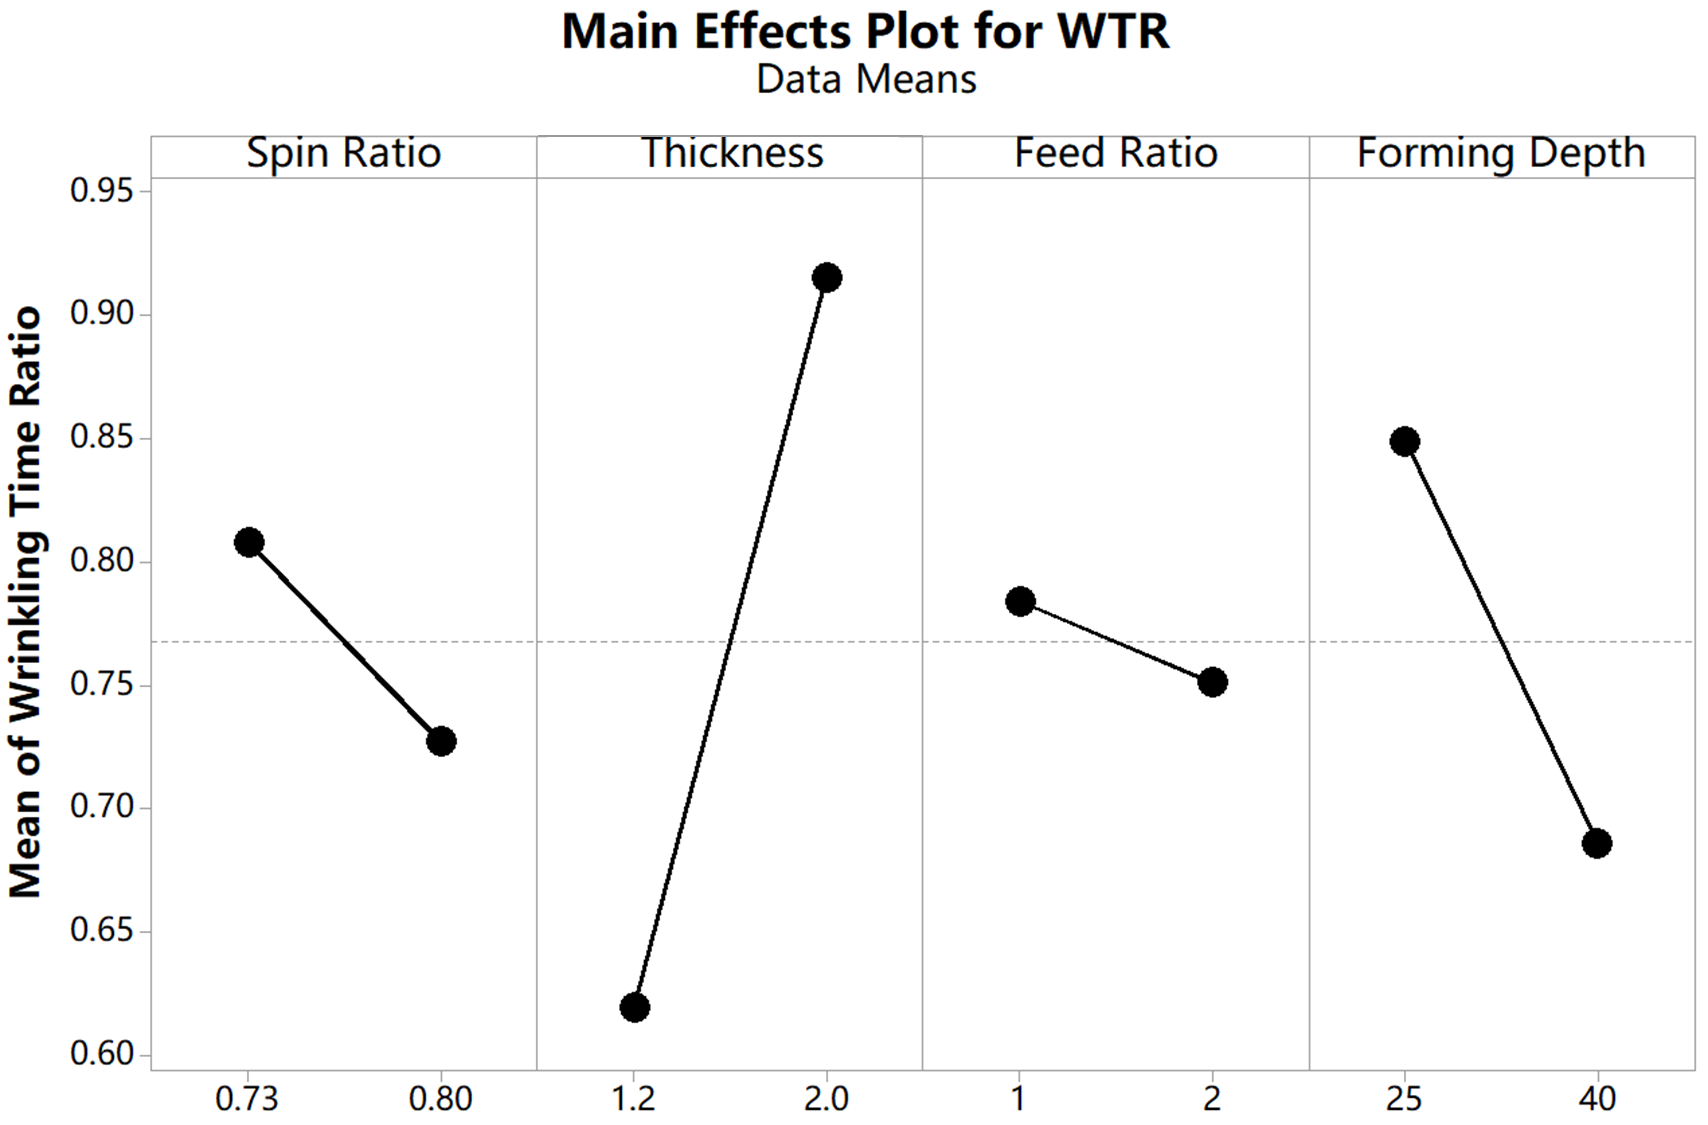 Main Effects Plot for WTR
Data Means
Spin Ratio
Thickness
Feed Ratio
Forming Depth
Mean of Wrinkling Time Ratio
0.95
0.90
0.85
0.80
0.75
0.70
0.65
0.60
0.73
0.80
1.2
2.0
1
2
25
40